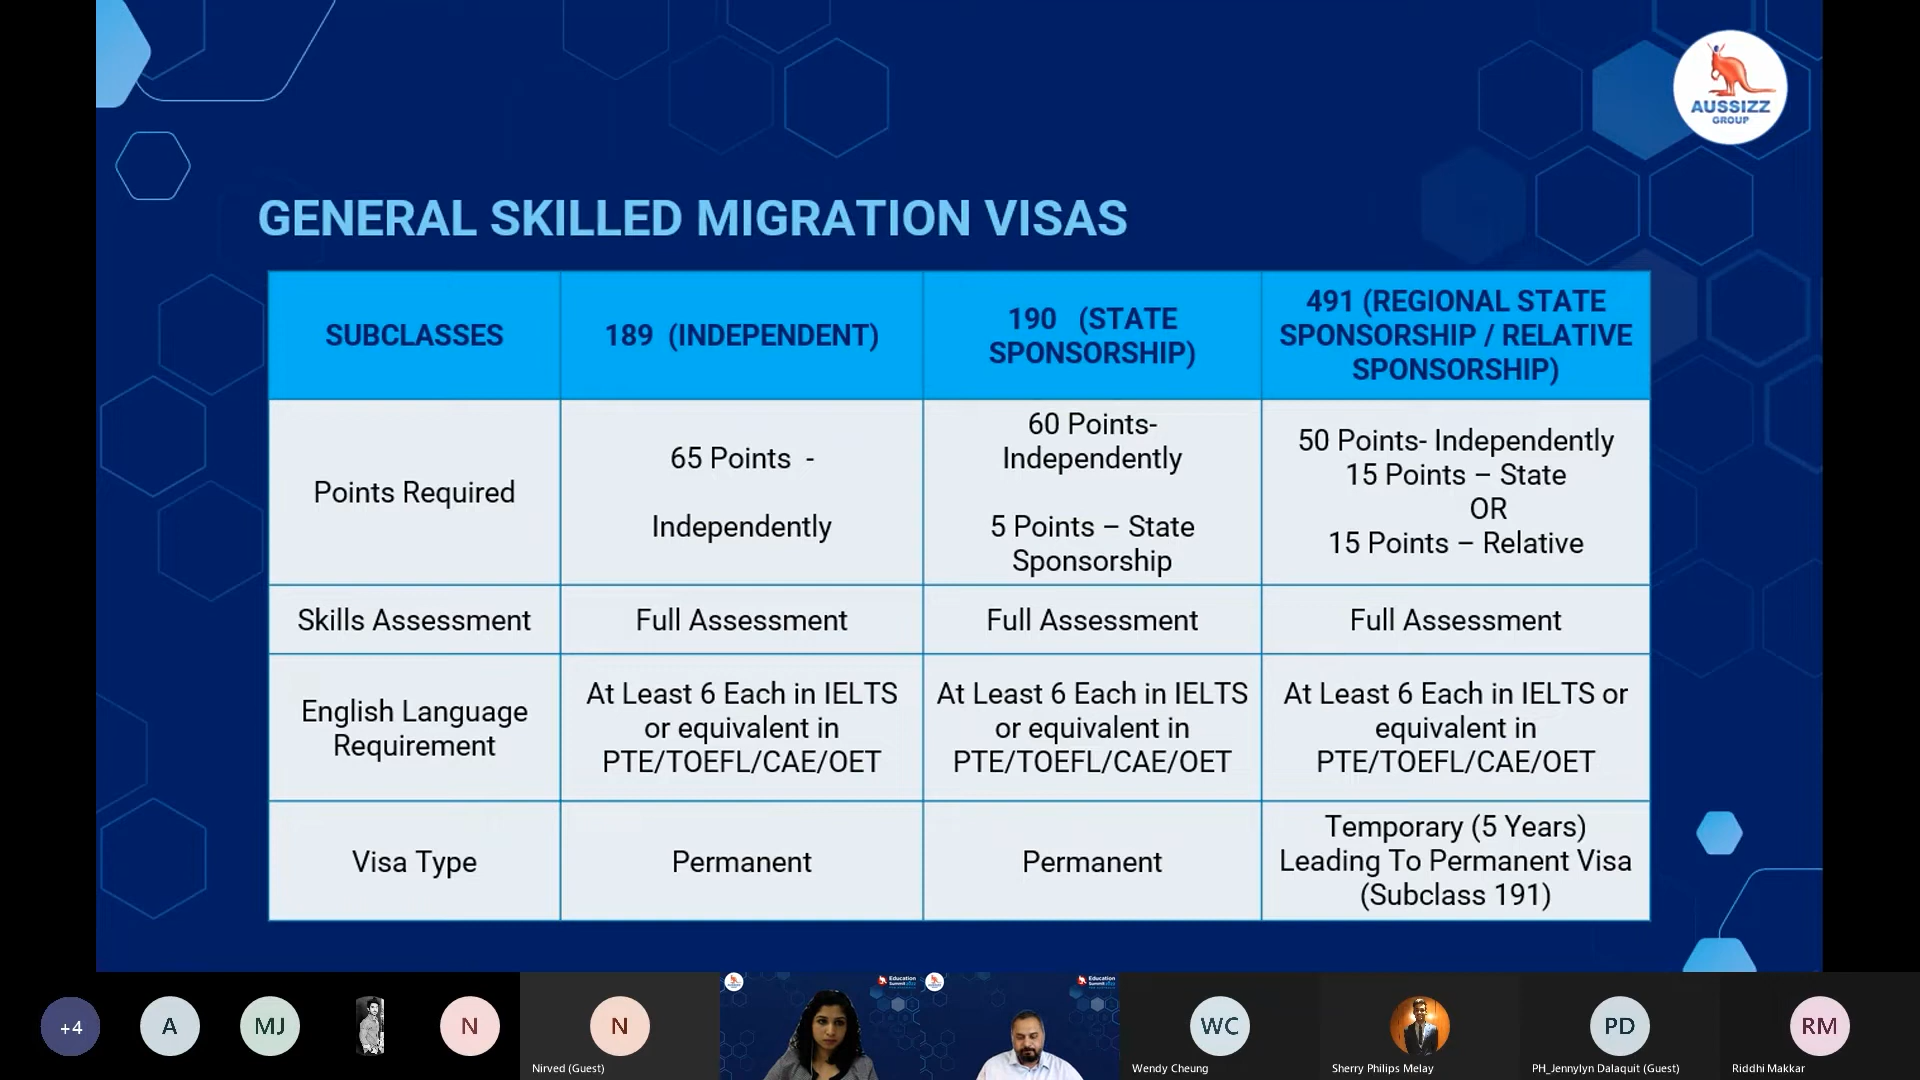 AUSSIZZ
GROUP
GENERAL SKILLED MIGRATION VISAS
SUBCLASSES
189 (INDEPENDENT)
190 (STATE
SPONSORSHIP)
491 (REGIONAL STATE
SPONSORSHIP / RELATIVE
SPONSORSHIP)
Points Required
65 Points -
Independently
60 Points-
Independently
5 Points – State
Sponsorship
50 Points- Independently
15 Points – State
OR
15 Points – Relative
Skills Assessment
Full Assessment
Full Assessment
Full Assessment
English Language
Requirement
At Least 6 Each in IELTS
or equivalent in
PTE/TOEFL/CAE/OET
At Least 6 Each in IELTS
or equivalent in
PTE/TOEFL/CAE/OET
At Least 6 Each in IELTS or
equivalent in
PTE/TOEFL/CAE/OET
Visa Type
Permanent
Permanent
Temporary (5 Years)
Leading To Permanent Visa
(Subclass 191)
+4
A
MJ
N
N
Nirved (Guest)
Education
Summit 2022
Education
Summit 2022
WC
Wendy Cheung
Sherry Philips Melay
PD
PH_Jennylyn Dalaquit (Guest)
RM
Riddhi Makkar